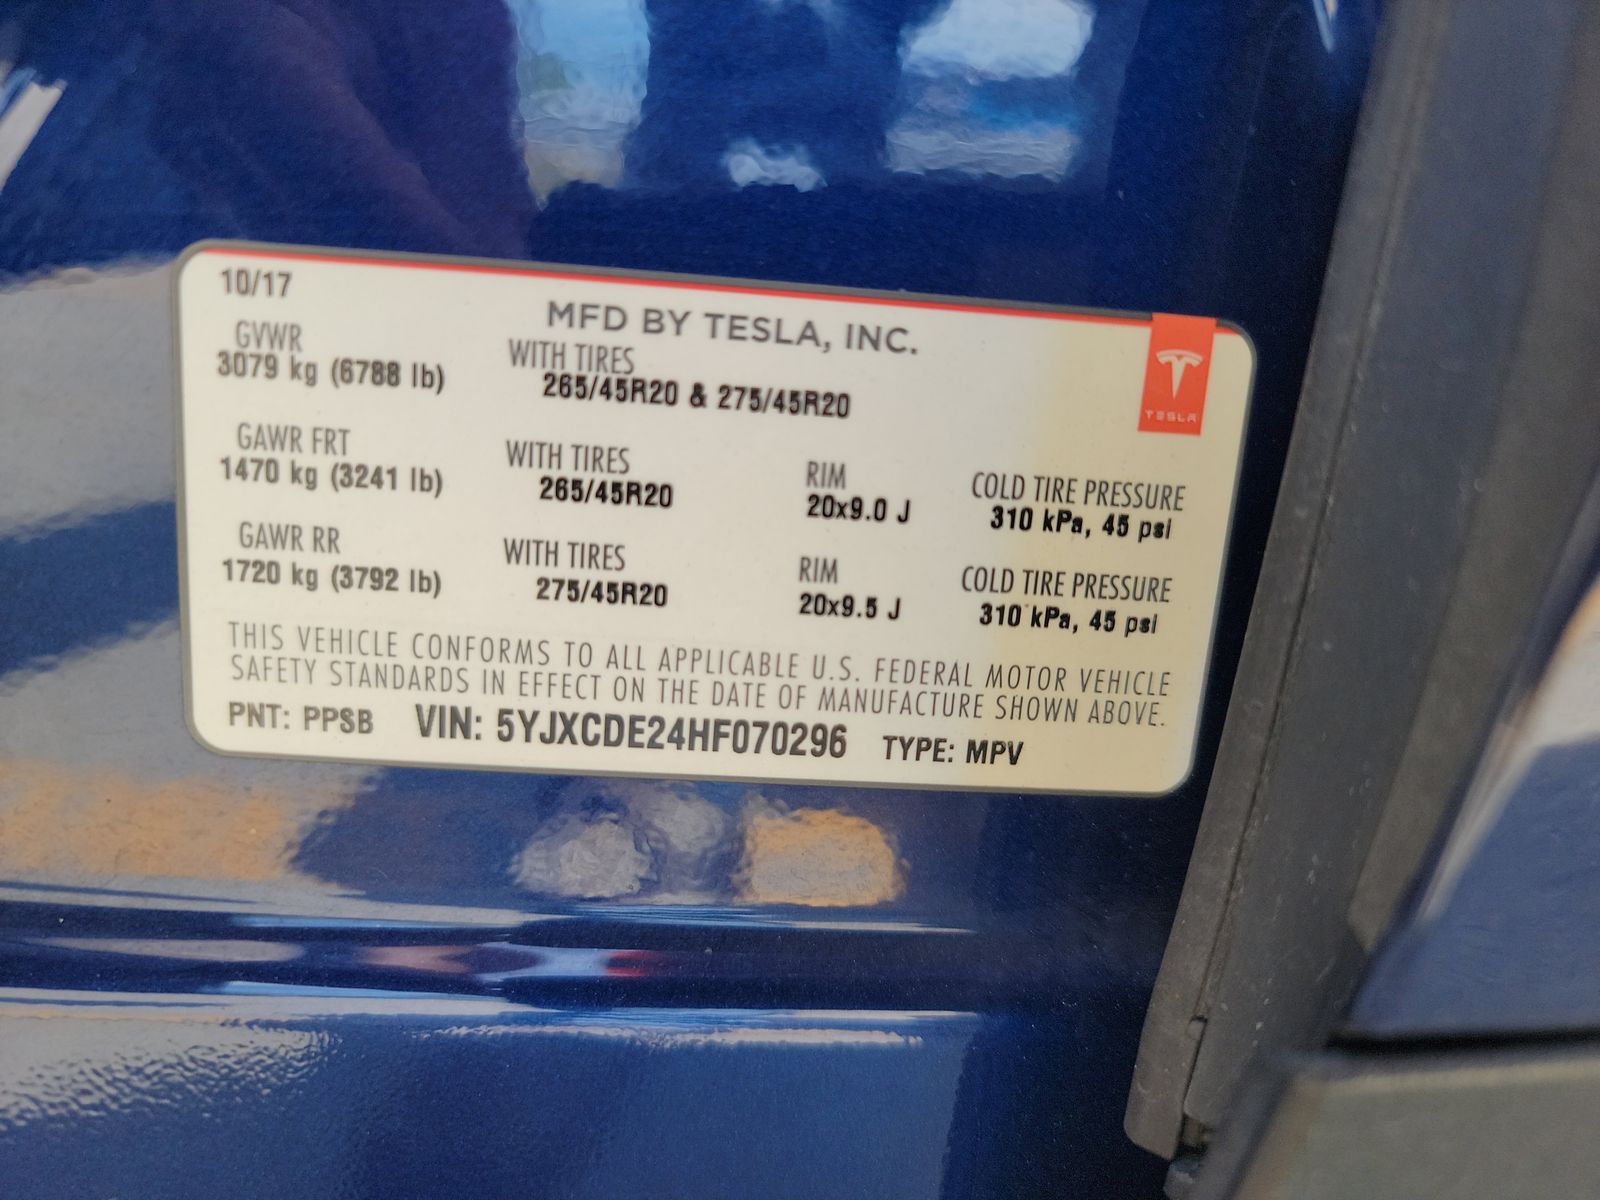 10/17
MFD BY TESLA, INC.
GVWR
3079 kg (6788 lb)
WITH TIRES
265/45R20 & 275/45R20
TESLA
GAWR FRT
1470 kg (3241 lb)
WITH TIRES
265/45R20
RIM
20x9.0 J
COLD TIRE PRESSURE
310 kPa, 45 psi
GAWR RR
1720 kg (3792 lb)
WITH TIRES
275/45R20
RIM
20x9.5 J
COLD TIRE PRESSURE
310 kPa, 45 psi
THIS VEHICLE CONFORMS TO ALL APPLICABLE U.S. FEDERAL MOTOR VEHICLE
SAFETY STANDARDS IN EFFECT ON THE DATE OF MANUFACTURE SHOWN ABOVE.
PNT: PPSB VIN: 5YJXCDE24HF070296 TYPE: MPV